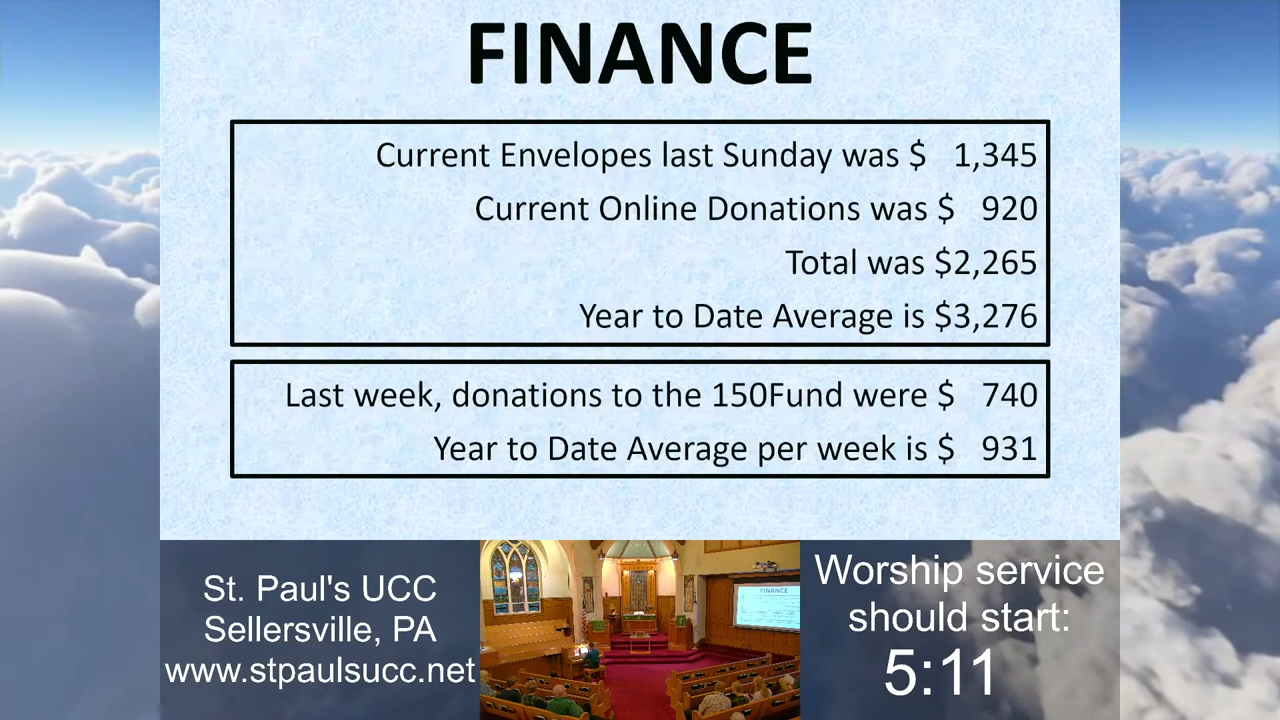 FINANCE
Current Envelopes last Sunday was $ 1,345
Current Online Donations was $ 920
Total was $2,265
Year to Date Average is $3,276
Last week, donations to the 150Fund were $ 740
Year to Date Average per week is $ 931
St. Paul's UCC
Sellersville, PA
www.stpaulsucc.net
FINANCE
Worship service
should start:
5:11